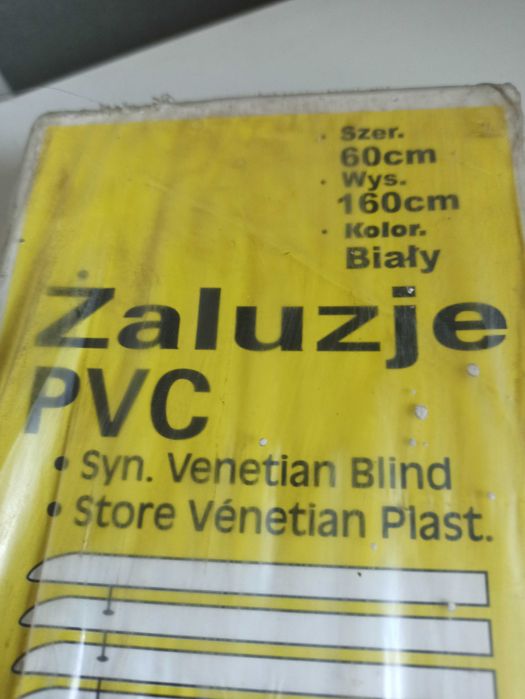 · Szer.
60cm
· Wys.
160cm
· Kolor.
Biały
Żaluzje
PVC
• Syn. Venetian Blind
• Store Vénetian Plast.